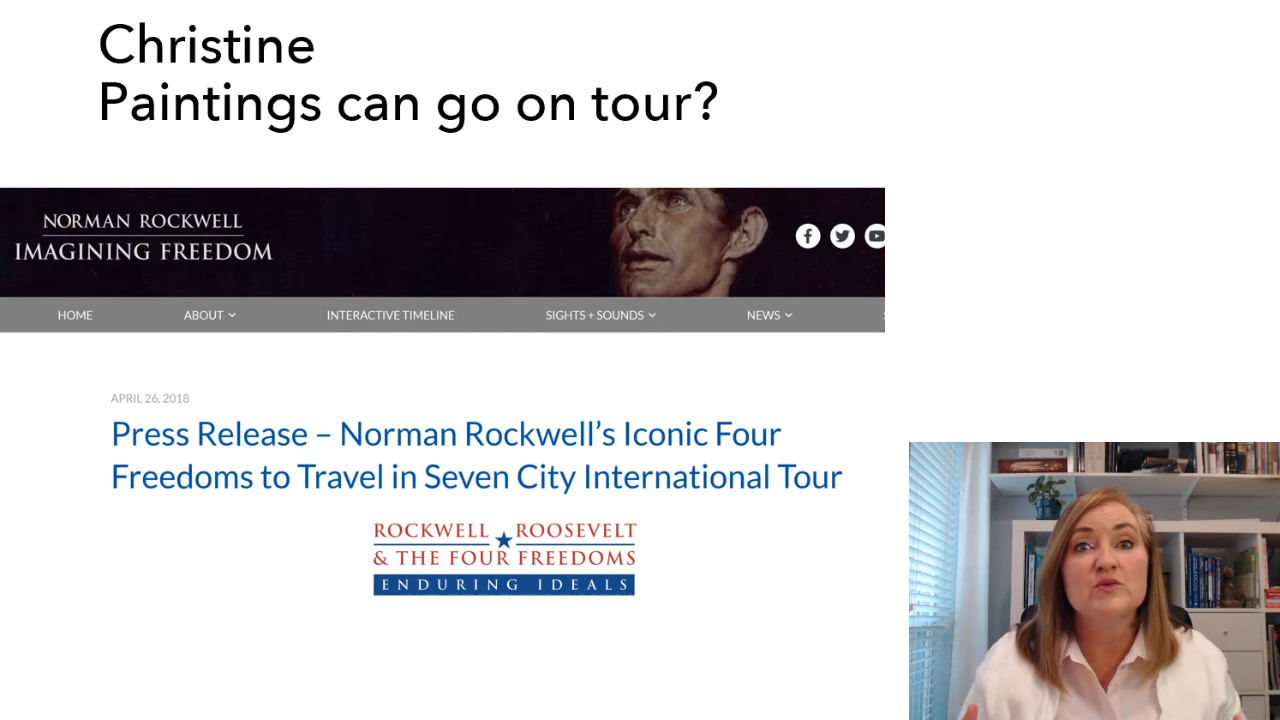 Christine
Paintings can go on tour?
NORMAN ROCKWELL
IMAGINING FREEDOM
HOME ABOUT INTERACTIVE TIMELINE SIGHTS + SOUNDS NEWS
APRIL 26, 2018
Press Release – Norman Rockwell’s Iconic Four
Freedoms to Travel in Seven City International Tour
ROCKWELL ROOSEVELT
& THE FOUR FREEDOMS
ENDURING IDEALS